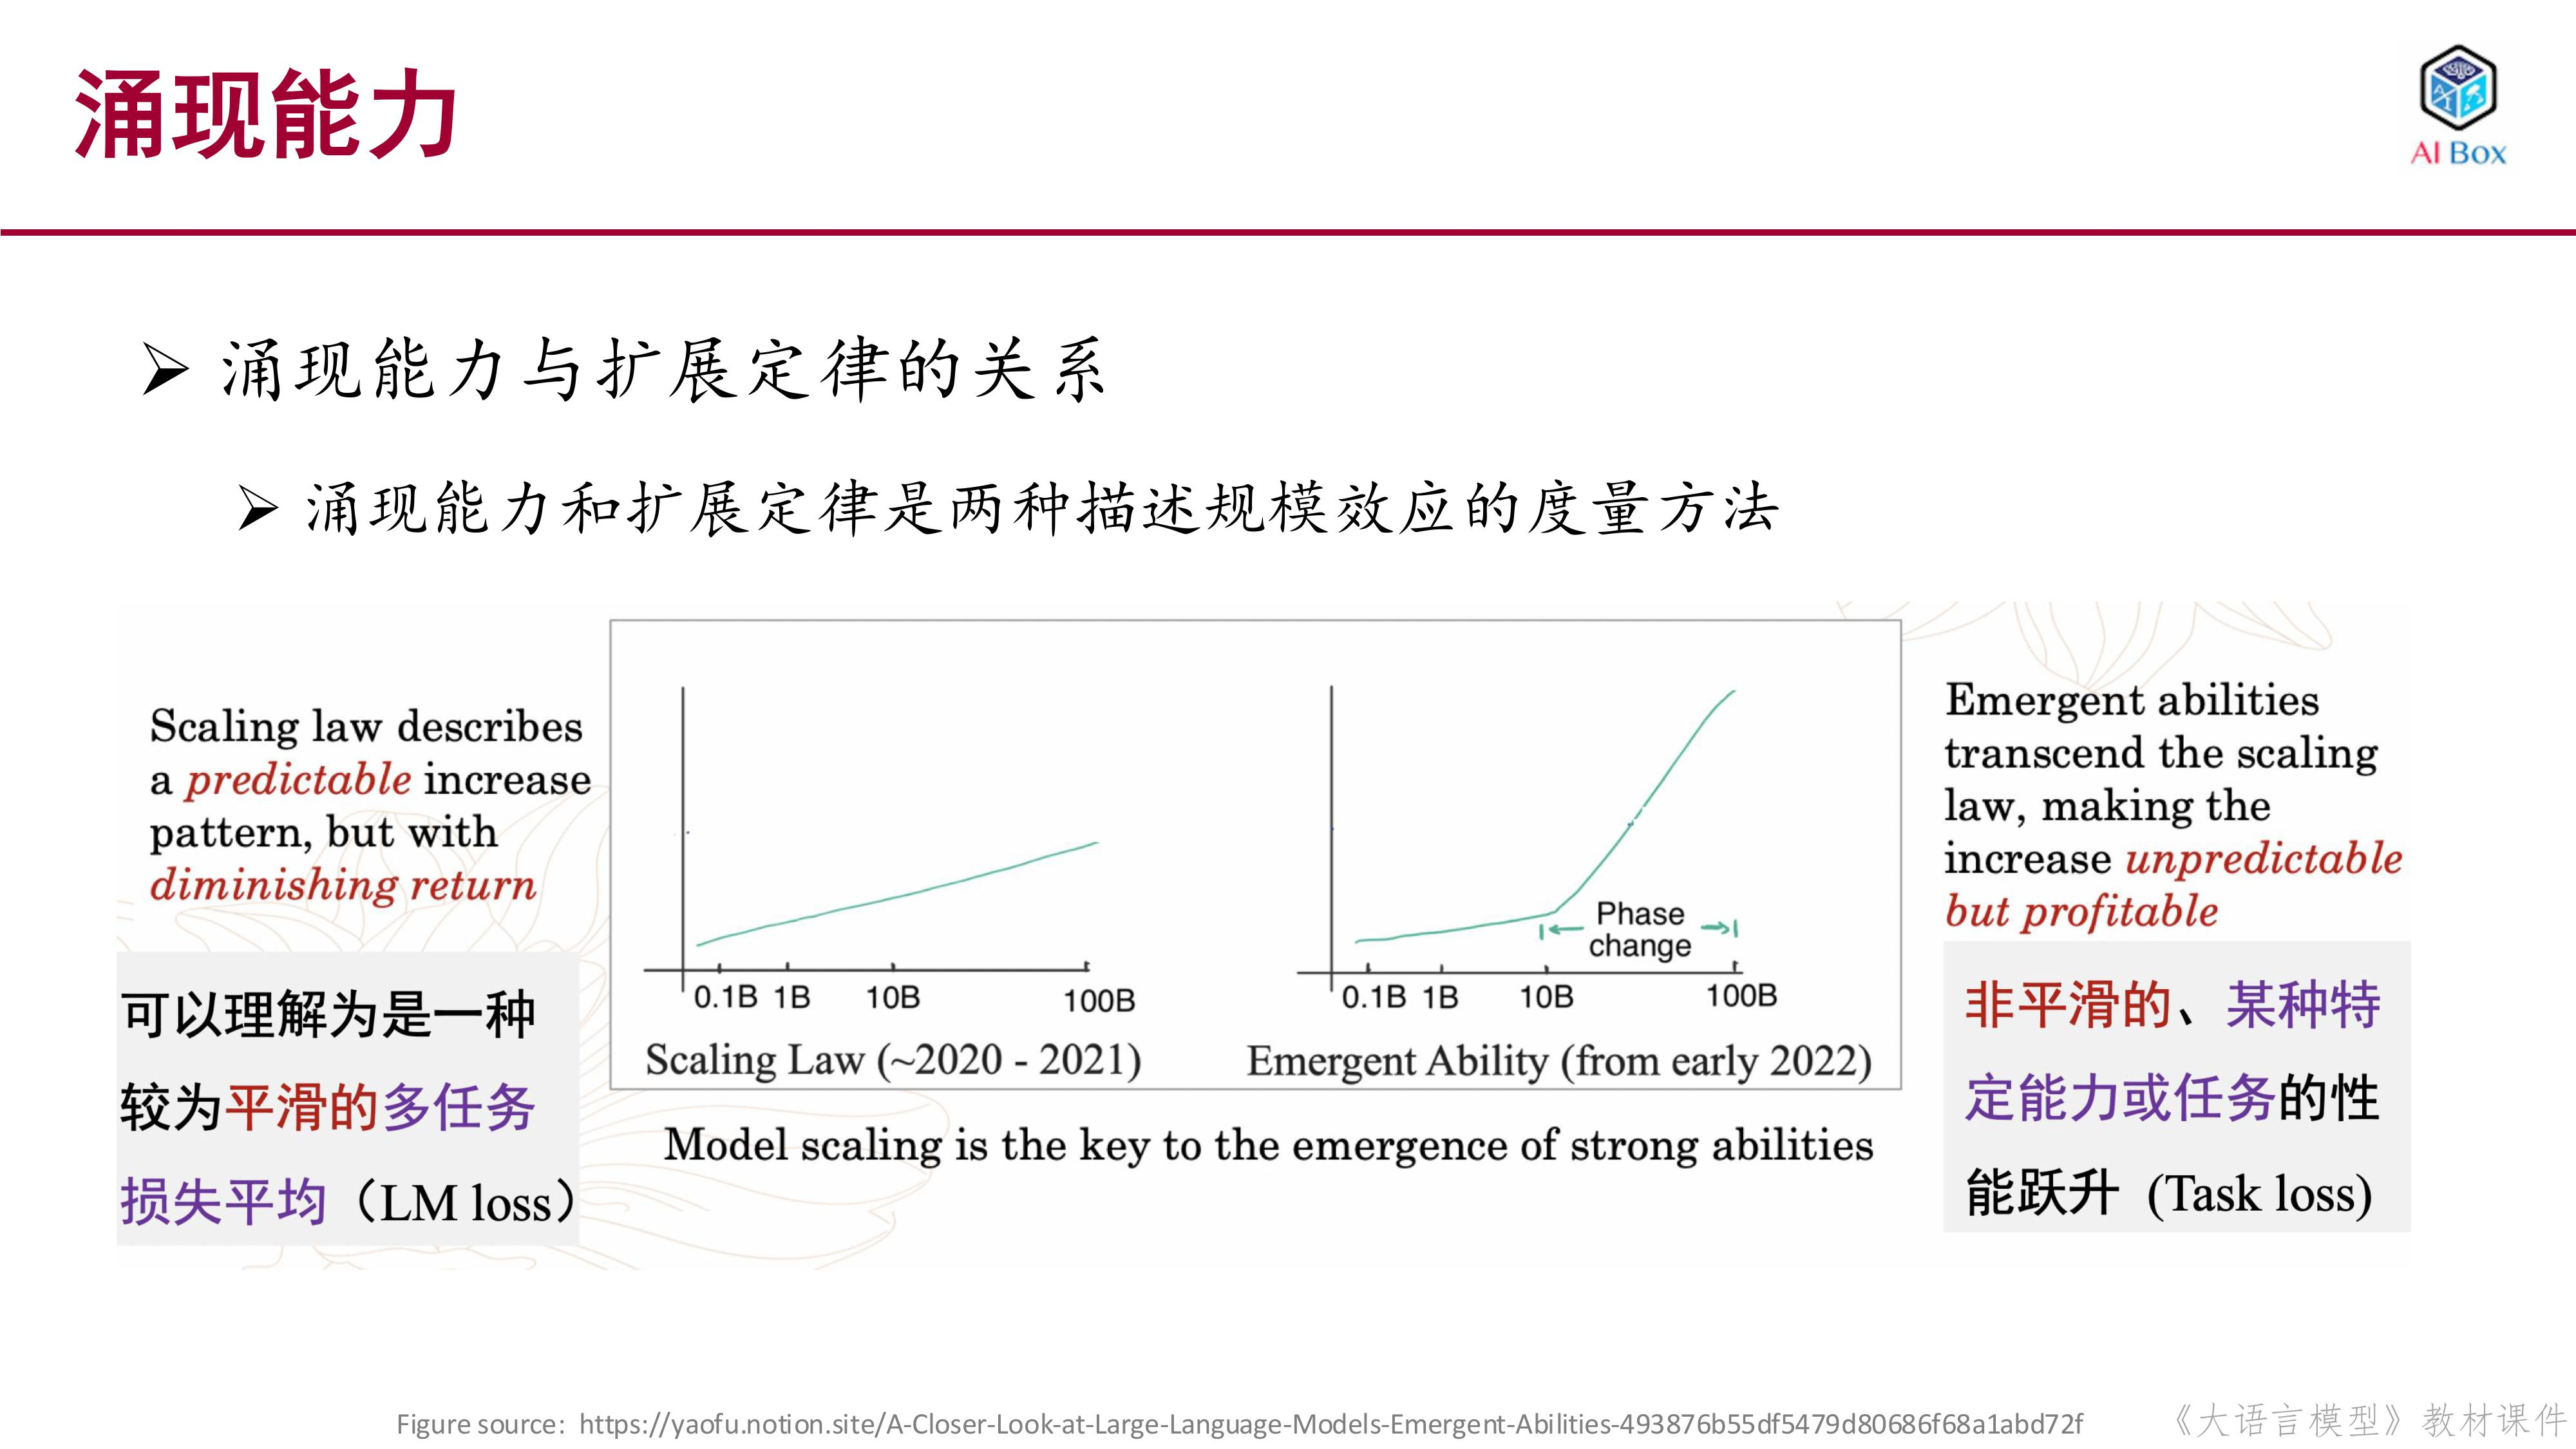 涌现能力
AI Box
➢ 涌现能力与扩展定律的关系
➢ 涌现能力和扩展定律是两种描述规模效应的度量方法
Scaling law describes
a predictable increase
pattern, but with
diminishing return
可以理解为是一种
较为平滑的多任务
损失平均（LM loss）
0.1B 1B 10B 100B
Scaling Law (~2020 - 2021)
Phase
change
0.1B 1B 10B 100B
Emergent Ability (from early 2022)
Model scaling is the key to the emergence of strong abilities
Emergent abilities
transcend the scaling
law, making the
increase unpredictable
but profitable
非平滑的、某种特
定能力或任务的性
能跃升 (Task loss)
Figure source：https://yaofu.notion.site/A-Closer-Look-at-Large-Language-Models-Emergent-Abilities-493876b55df5479d80686f68a1abd72f
《大语言模型》教材课件